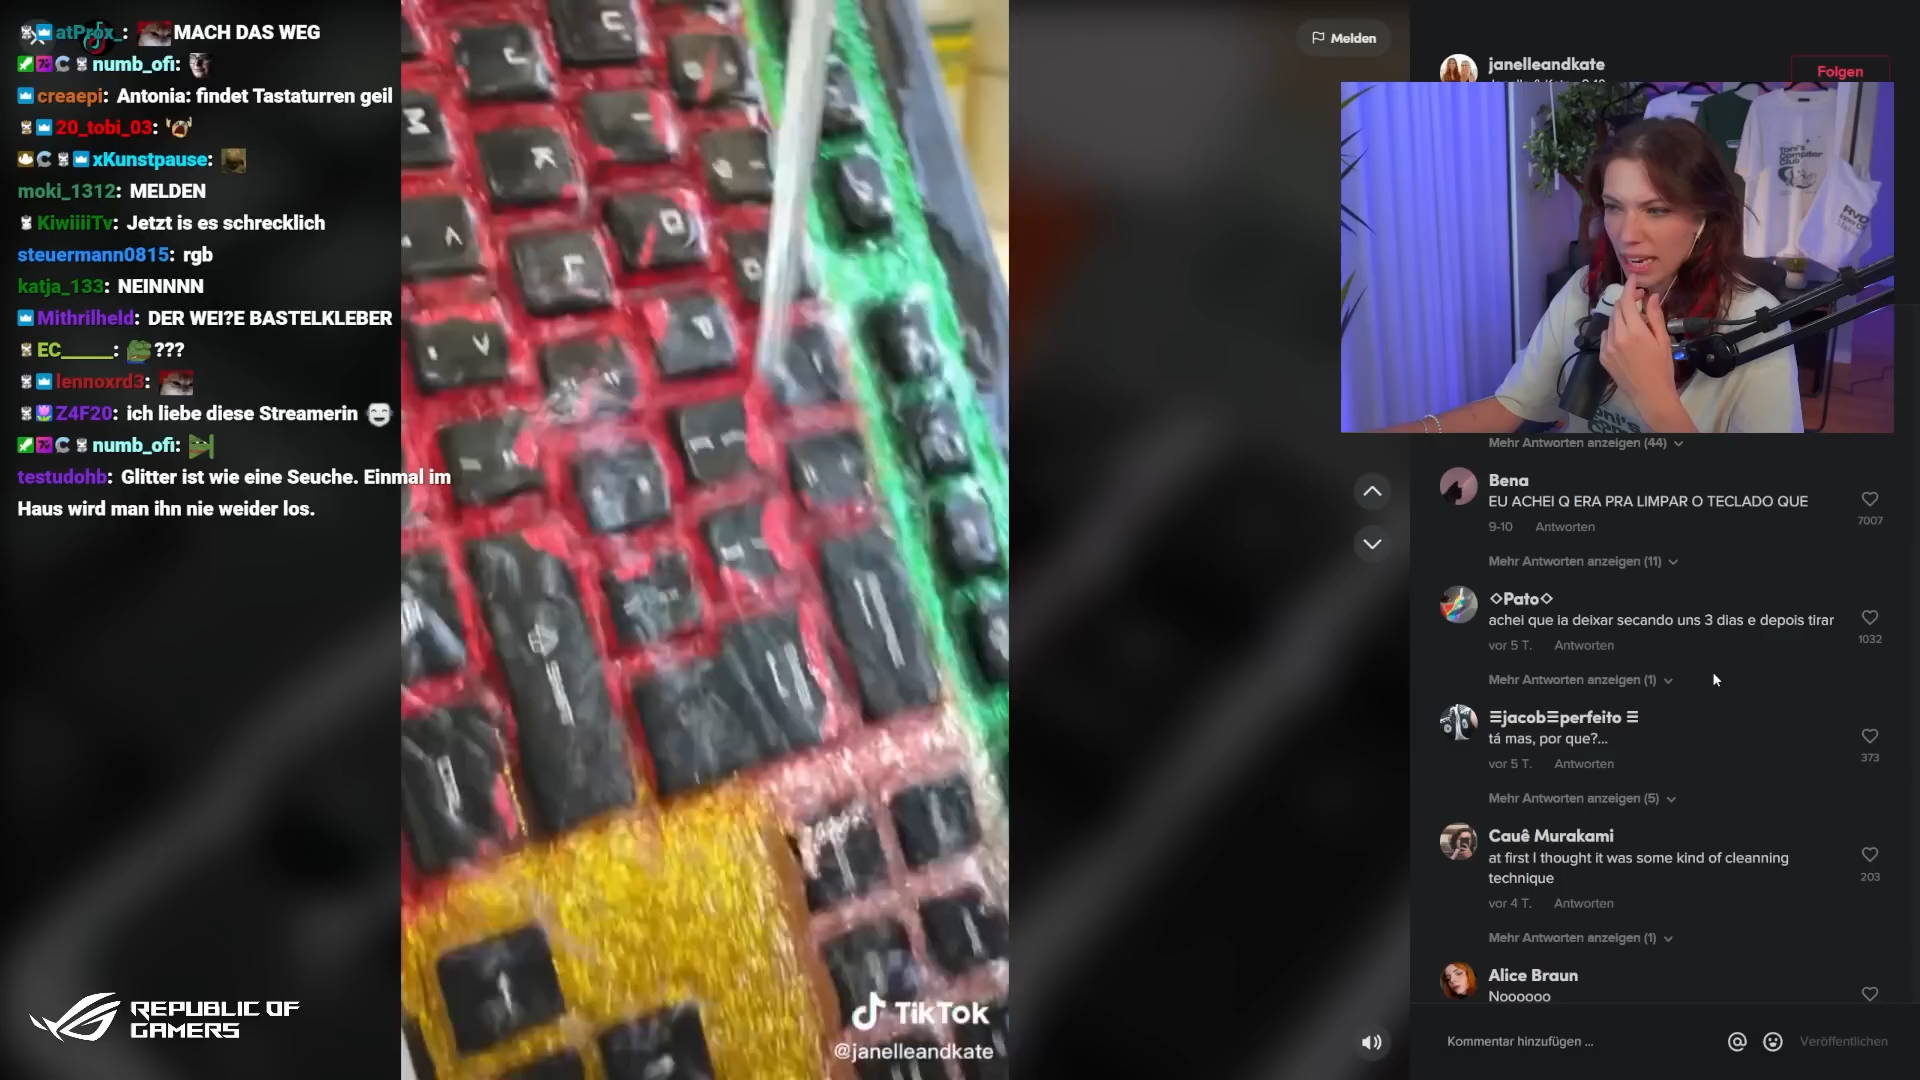 atProx_: MACH DAS WEG
numb_ofi:
creaepi: Antonia: findet Tastaturren geil
20_tobi_03:
xKunstpause:
moki_1312: MELDEN
KiwiiiiTv: Jetzt is es schrecklich
steuermann0815: rgb
katja_133: NEINNNN
Mithrilheld: DER WEI?E BASTELKLEBER
EC_____: ???
lennoxrd3:
Z4F20: ich liebe diese Streamerin
numb_ofi:
testudohb: Glitter ist wie eine Seuche. Einmal im
Haus wird man ihn nie weider los.
REPUBLIC OF
GAMERS
TikTok
@janelleandkate
Melden
janelleandkate
Folgen
Toni's
Computer
Club
Mehr Antworten anzeigen (44)
Bena
EU ACHEI Q ERA PRA LIMPAR O TECLADO QUE
9-10 Antworten
7007
Mehr Antworten anzeigen (11)
◇Pato◇
achei que ia deixar secando uns 3 dias e depois tirar
vor 5 T. Antworten
1032
Mehr Antworten anzeigen (1)
☰jacob☰perfeito ☰
tá mas, por que?...
vor 5 T. Antworten
373
Mehr Antworten anzeigen (5)
Cauê Murakami
at first I thought it was some kind of cleanning
technique
vor 4 T. Antworten
203
Mehr Antworten anzeigen (1)
Alice Braun
Noooooo
Kommentar hinzufügen ...
@
Veröffentlichen